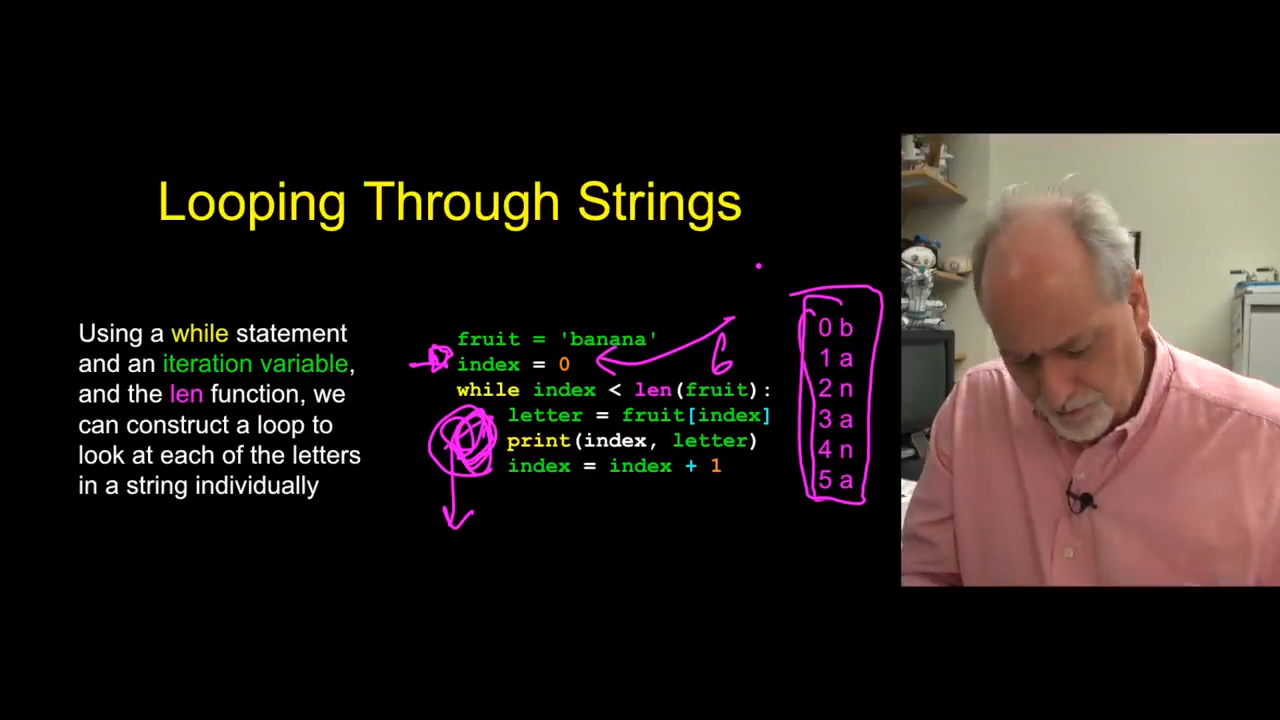 Looping Through Strings
Using a while statement
and an iteration variable,
and the len function, we
can construct a loop to
look at each of the letters
in a string individually
fruit = 'banana'
index = 0
while index < len(fruit):
letter = fruit[index]
print(index, letter)
index = index + 1
6
0 b
1 a
2 n
3 a
4 n
5 a